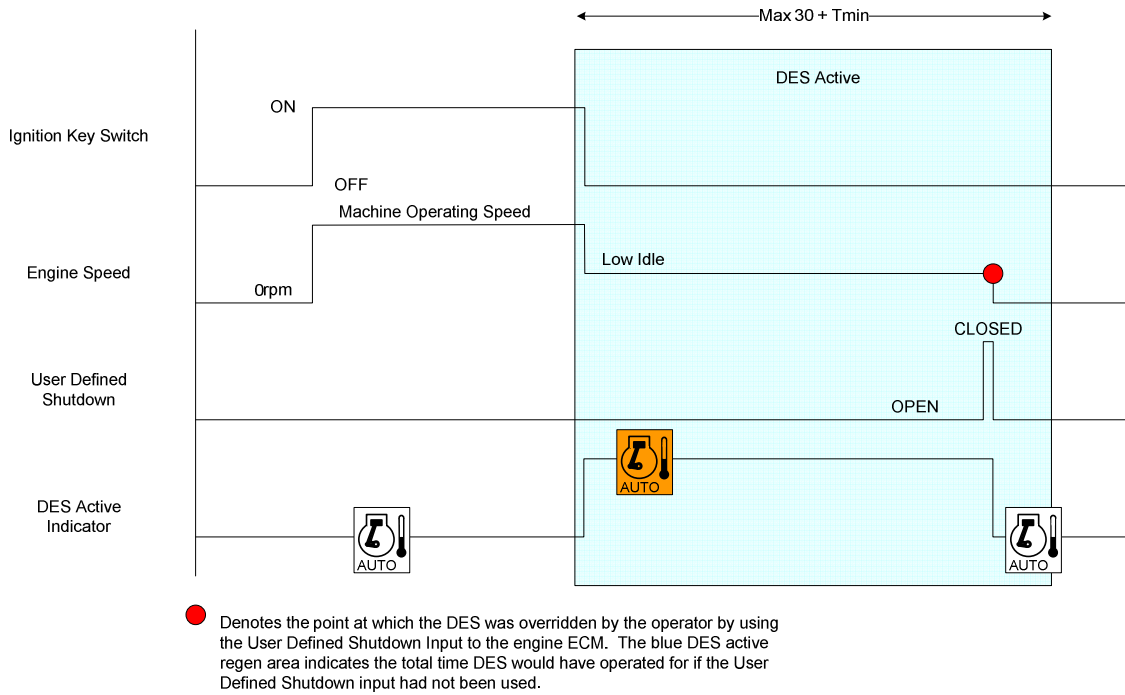 Max 30 + Tmin
DES Active
ON
Ignition Key Switch
OFF
Machine Operating Speed
Low Idle
Engine Speed
0rpm
CLOSED
User Defined
Shutdown
OPEN
AUTO
DES Active
Indicator
AUTO
AUTO
Denotes the point at which the DES was overridden by the operator by using
the User Defined Shutdown Input to the engine ECM. The blue DES active
regen area indicates the total time DES would have operated for if the User
Defined Shutdown input had not been used.